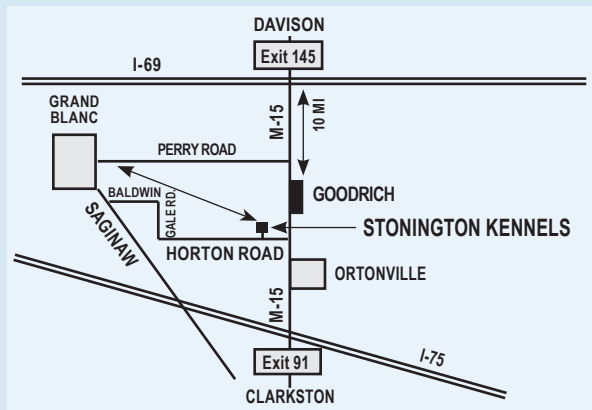 DAVISON
Exit 145
I-69
GRAND
BLANC
M-15
10 MI
PERRY ROAD
BALDWIN
GALE RD.
GOODRICH
SAGINAW
STONINGTON KENNELS
HORTON ROAD
ORTONVILLE
M-15
I-75
Exit 91
CLARKSTON